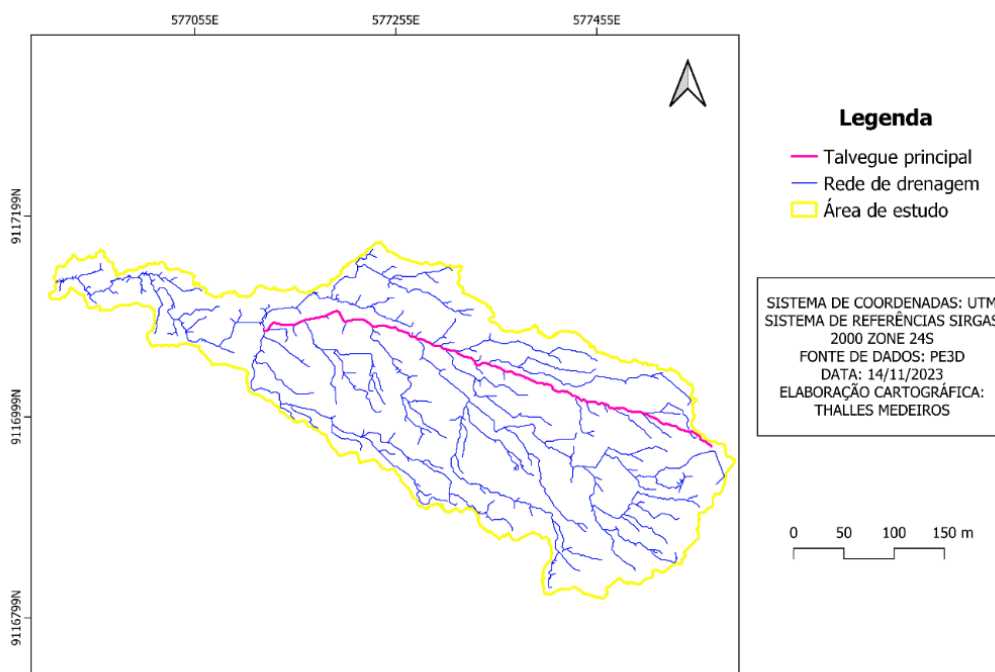 577055E
577255E
577455E
9117199N
9116999N
9116799N
Legenda
Talvegue principal
Rede de drenagem
Área de estudo
SISTEMA DE COORDENADAS: UTM
SISTEMA DE REFERÊNCIAS SIRGAS
2000 ZONE 24S
FONTE DE DADOS: PE3D
DATA: 14/11/2023
ELABORAÇÃO CARTOGRÁFICA:
THALLES MEDEIROS
0 50 100 150 m